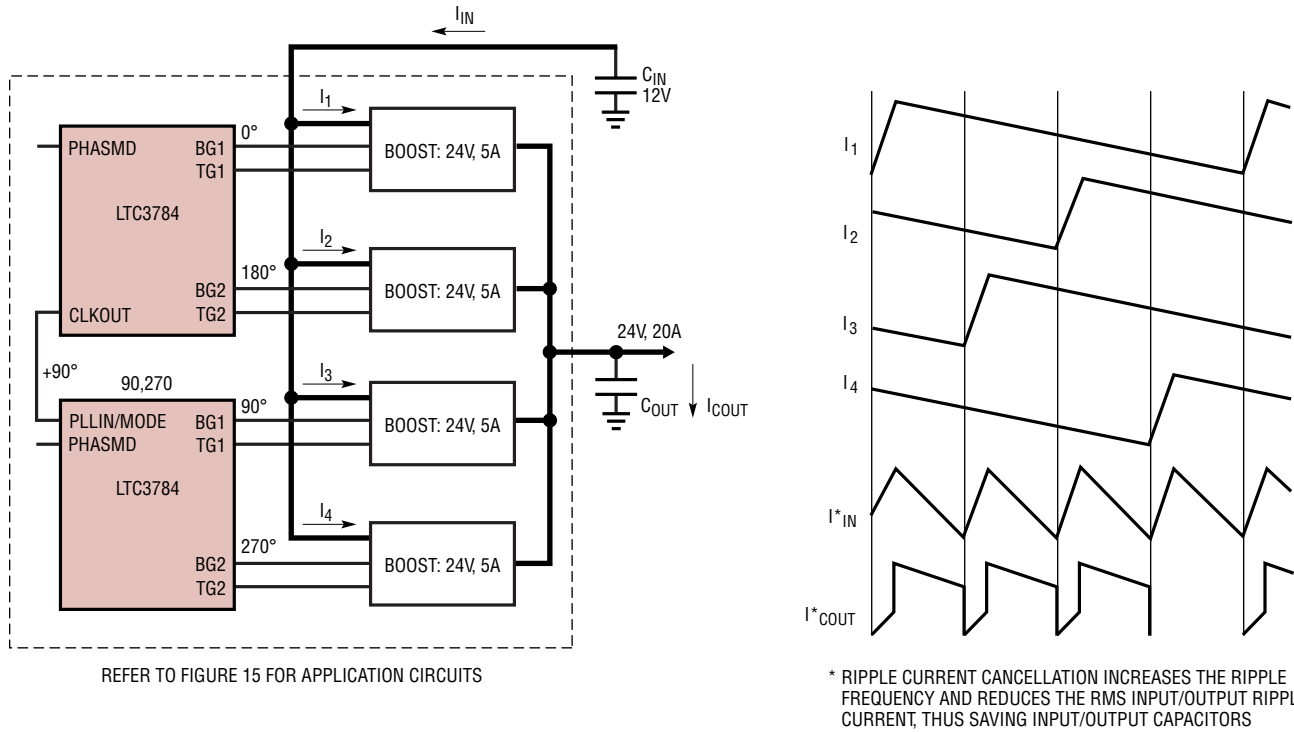 I_IN
C_IN
12V
I_1
0°
PHASMD
BG1
TG1
LTC3784
BOOST: 24V, 5A
I_2
180°
BG2
TG2
CLKOUT
BOOST: 24V, 5A
24V, 20A
+90°
90,270
I_3
90°
PLLIN/MODE
PHASMD
BG1
TG1
LTC3784
BOOST: 24V, 5A
C_OUT
I_COUT
I_4
270°
BG2
TG2
BOOST: 24V, 5A
REFER TO FIGURE 15 FOR APPLICATION CIRCUITS
I_1
I_2
I_3
I_4
I*_IN
I*_COUT
* RIPPLE CURRENT CANCELLATION INCREASES THE RIPPLE
FREQUENCY AND REDUCES THE RMS INPUT/OUTPUT RIPPL
CURRENT, THUS SAVING INPUT/OUTPUT CAPACITORS